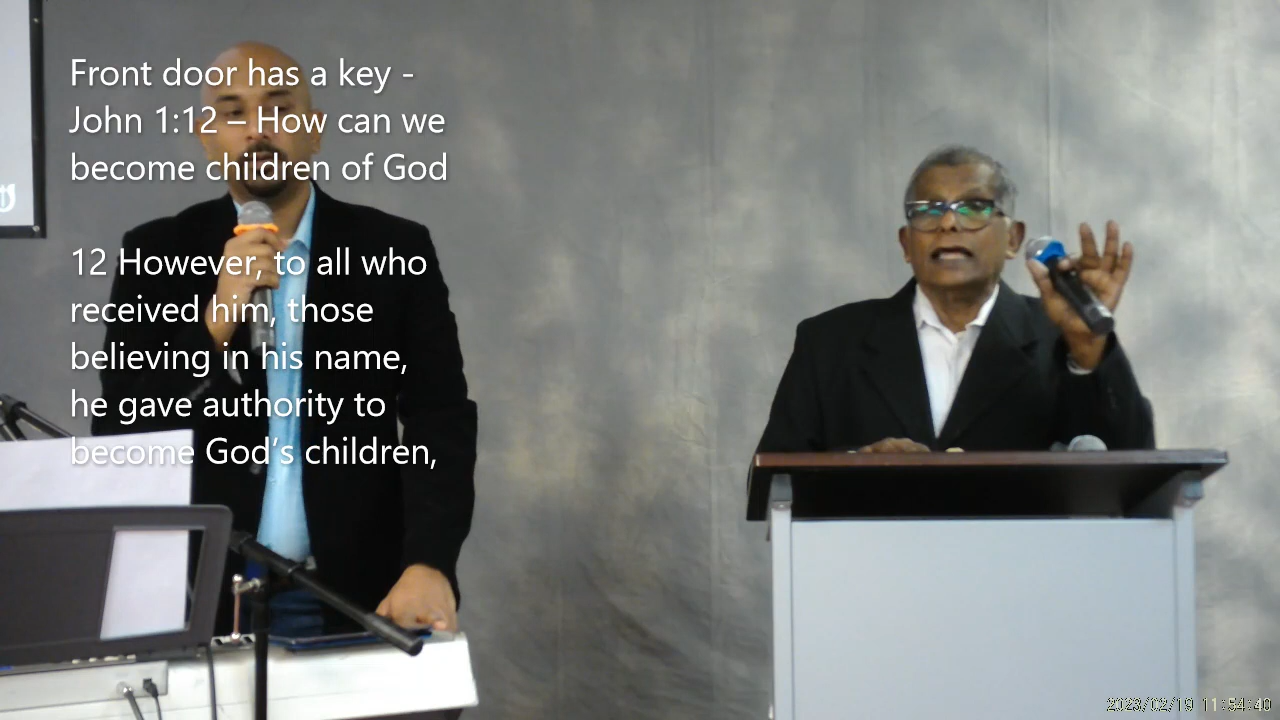 Front door has a key -
John 1:12 – How can we
become children of God
12 However, to all who
received him, those
believing in his name,
he gave authority to
become God’s children,
2023/02/19 11:54:40